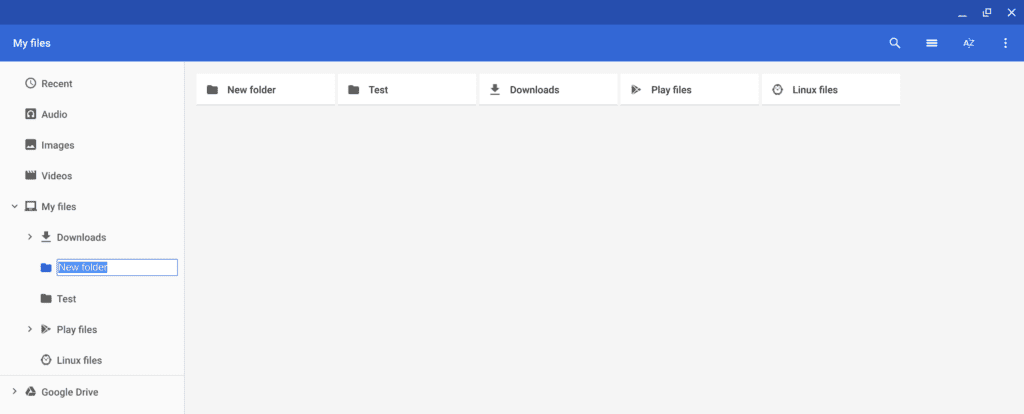 My files
AZ
Recent
Audio
Images
Videos
My files
Downloads
New folder
Test
Play files
Linux files
Google Drive
New folder
Test
Downloads
Play files
Linux files